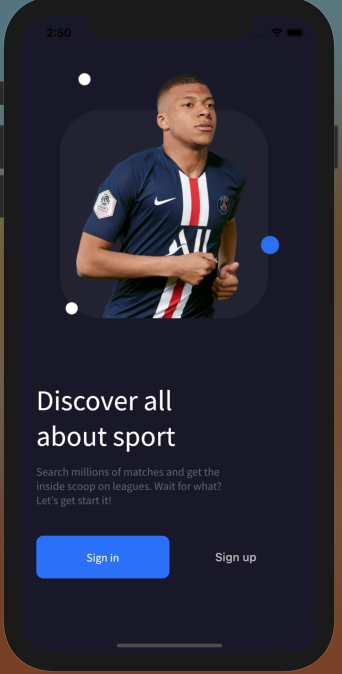 2:50
ALL
Discover all
about sport
Search millions of matches and get the
inside scoop on leagues. Wait for what?
Let's get start it!
Sign in
Sign up